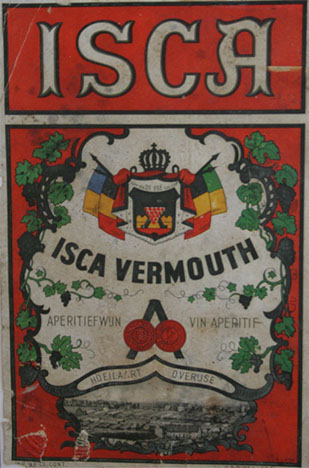 ISCA
ISCA VERMOUTH
APERITIEFWIJN VIN APERITIF
HOEILAART OVERIJSE